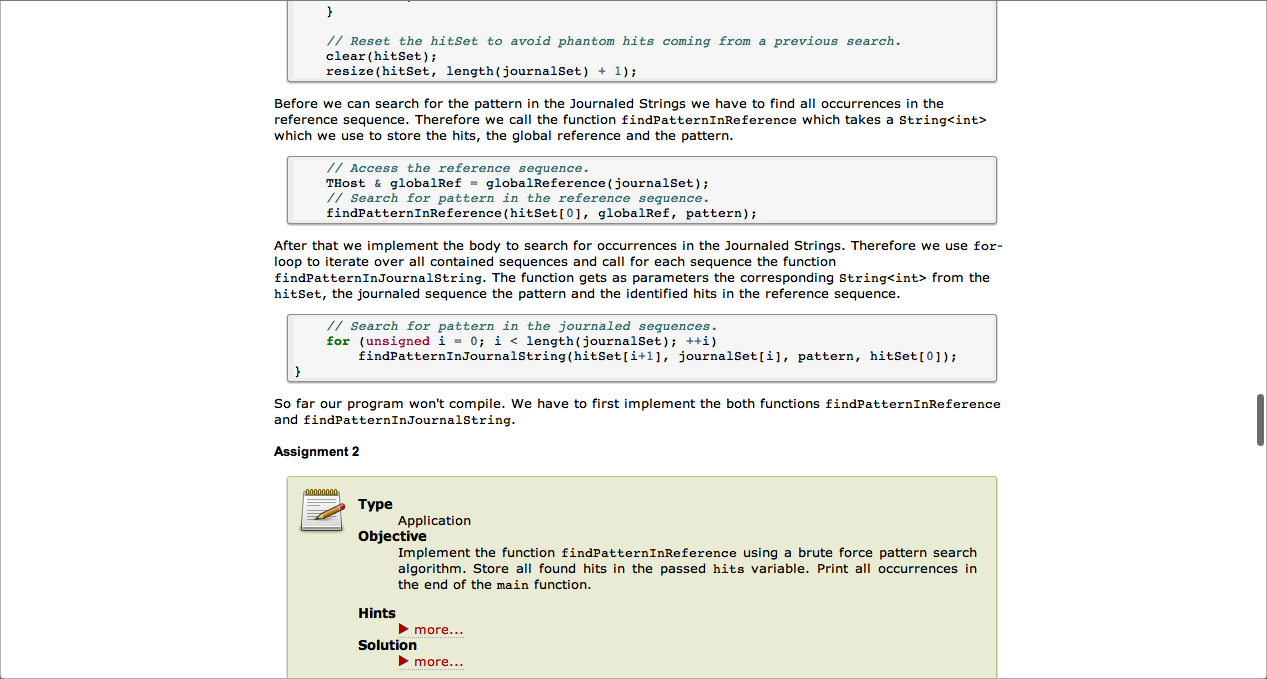 }
// Reset the hitSet to avoid phantom hits coming from a previous search.
clear(hitSet);
resize(hitSet, length(journalSet) + 1);
Before we can search for the pattern in the Journaled Strings we have to find all occurrences in the
reference sequence. Therefore we call the function findPatternInReference which takes a String<int>
which we use to store the hits, the global reference and the pattern.
// Access the reference sequence.
THost & globalRef = globalReference(journalSet);
// Search for pattern in the reference sequence.
findPatternInReference(hitSet[0], globalRef, pattern);
After that we implement the body to search for occurrences in the Journaled Strings. Therefore we use for-
loop to iterate over all contained sequences and call for each sequence the function
findPatternInJournalString. The function gets as parameters the corresponding String<int> from the
hitSet, the journaled sequence the pattern and the identified hits in the reference sequence.
// Search for pattern in the journaled sequences.
for (unsigned i = 0; i < length(journalSet); ++i)
findPatternInJournalString(hitSet[i+1], journalSet[i], pattern, hitSet[0]);
}
So far our program won't compile. We have to first implement the both functions findPatternInReference
and findPatternInJournalString.
Assignment 2
Type
Application
Objective
Implement the function findPatternInReference using a brute force pattern search
algorithm. Store all found hits in the passed hits variable. Print all occurrences in
the end of the main function.
Hints
more...
Solution
more...